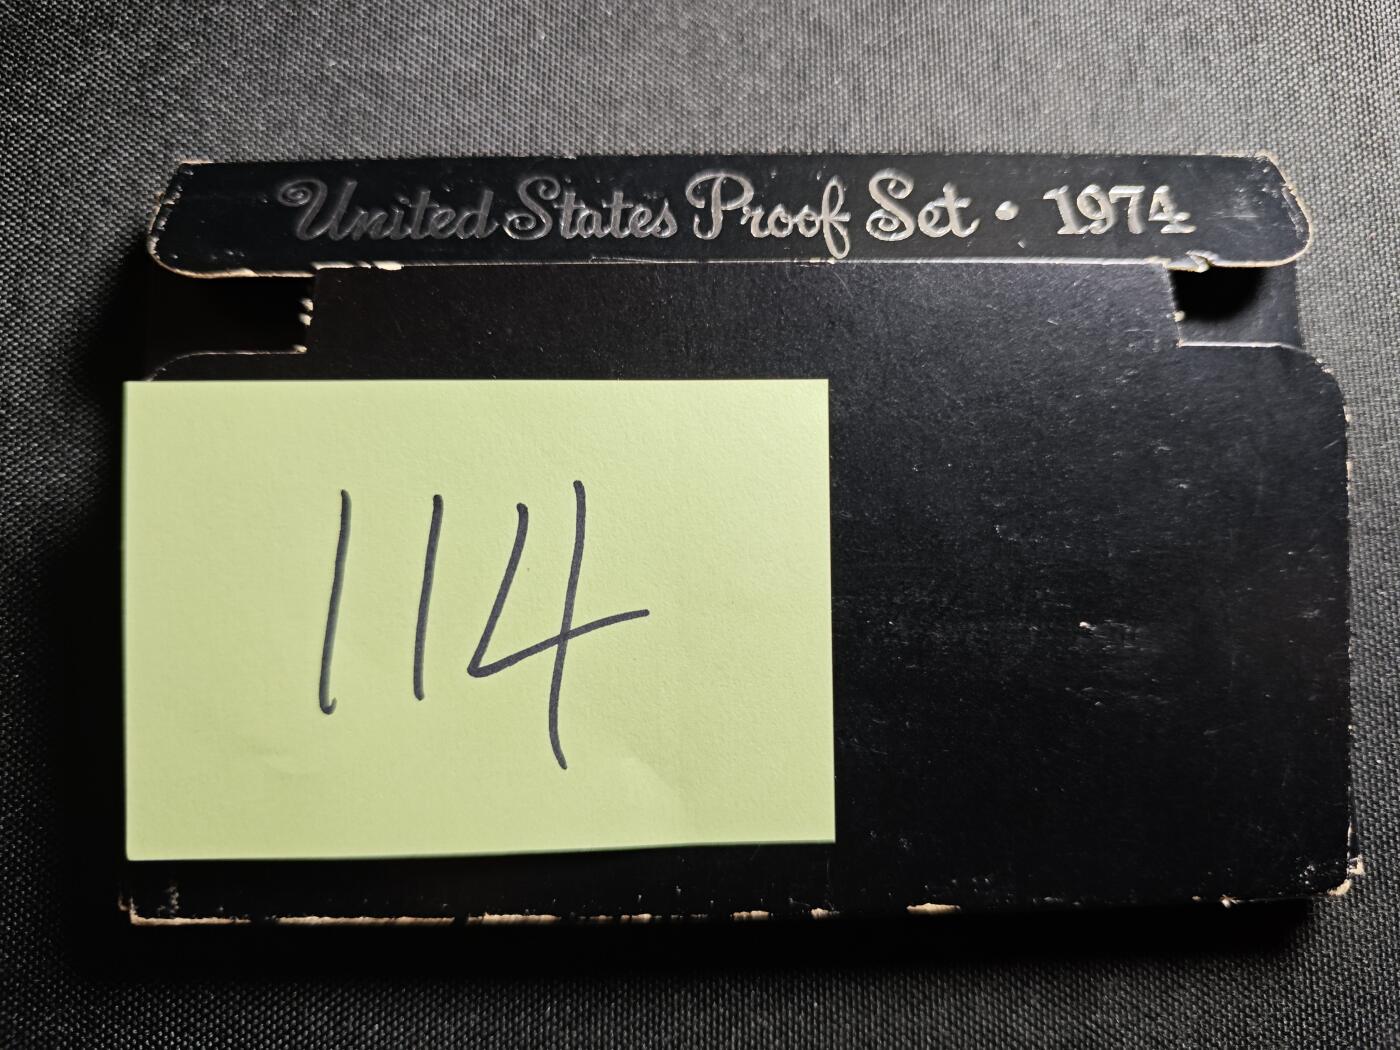 United States Proof Set • 1974
114